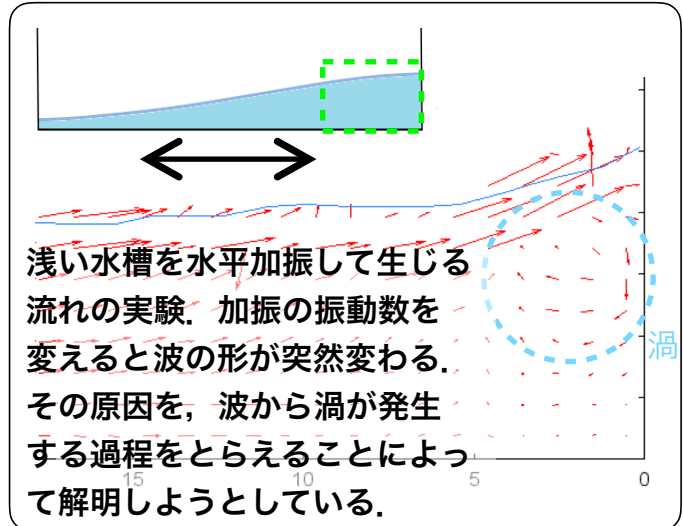 浅い水槽を水平加振して生じる
流れの実験．加振の振動数を
変えると波の形が突然変わる．
その原因を，波から渦が発生
する過程をとらえることによっ
て解明しようとしている．
渦
15 10 5 0